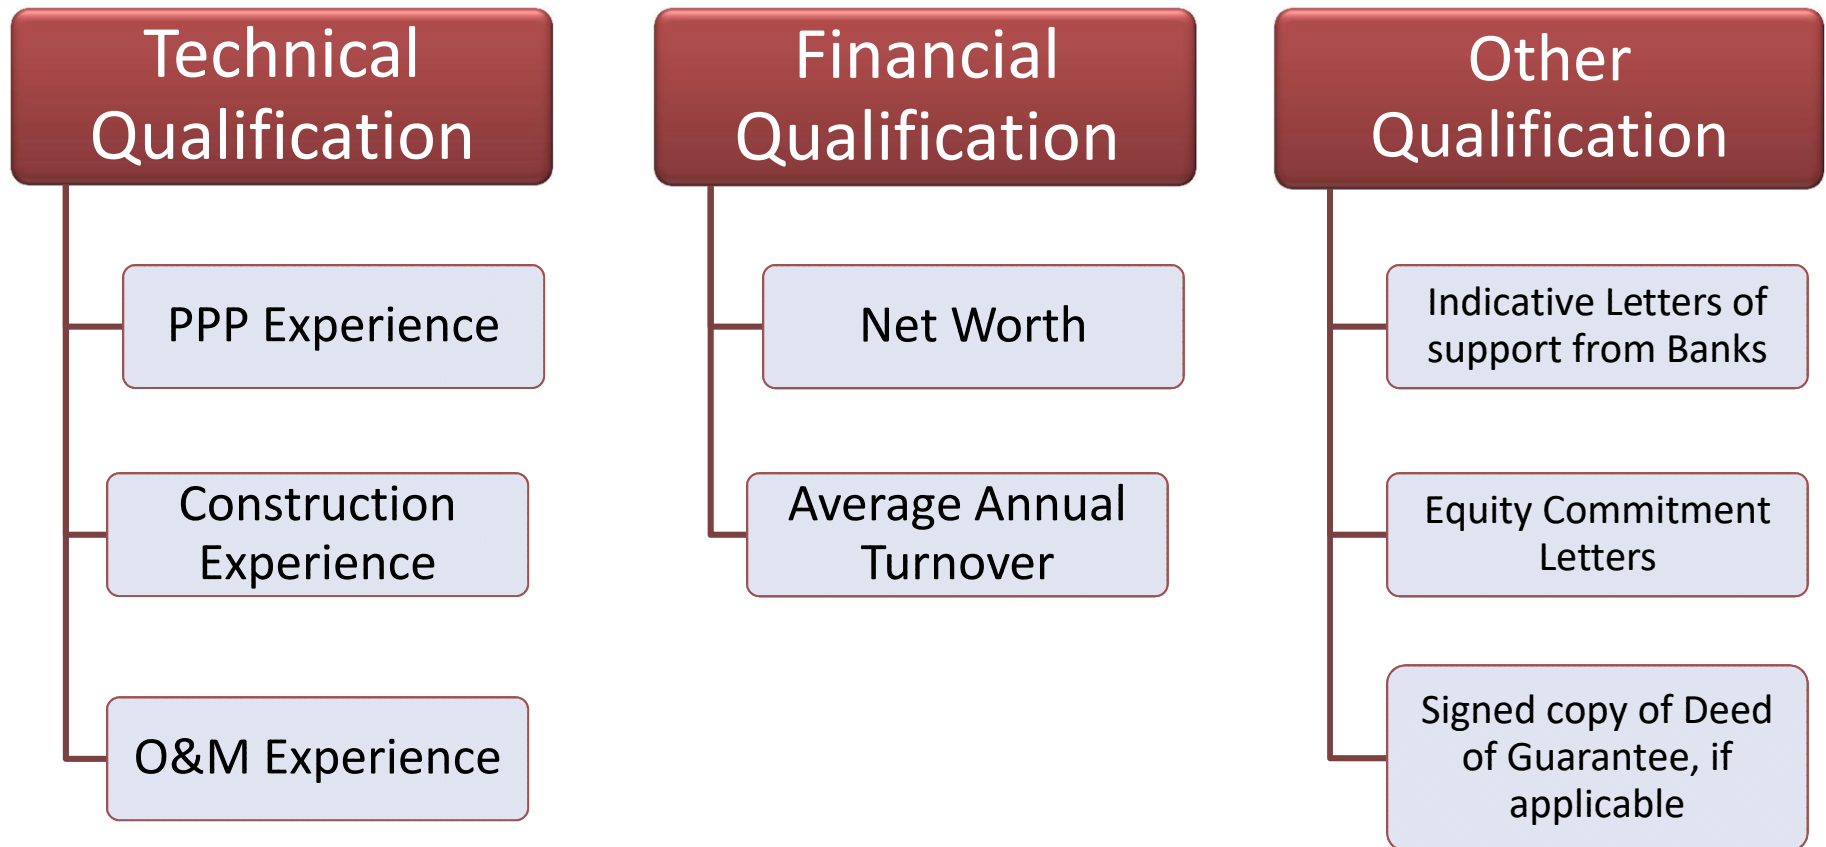 Technical
Qualification
PPP Experience
Construction
Experience
O&M Experience
Financial
Qualification
Net Worth
Average Annual
Turnover
Other
Qualification
Indicative Letters of
support from Banks
Equity Commitment
Letters
Signed copy of Deed
of Guarantee, if
applicable